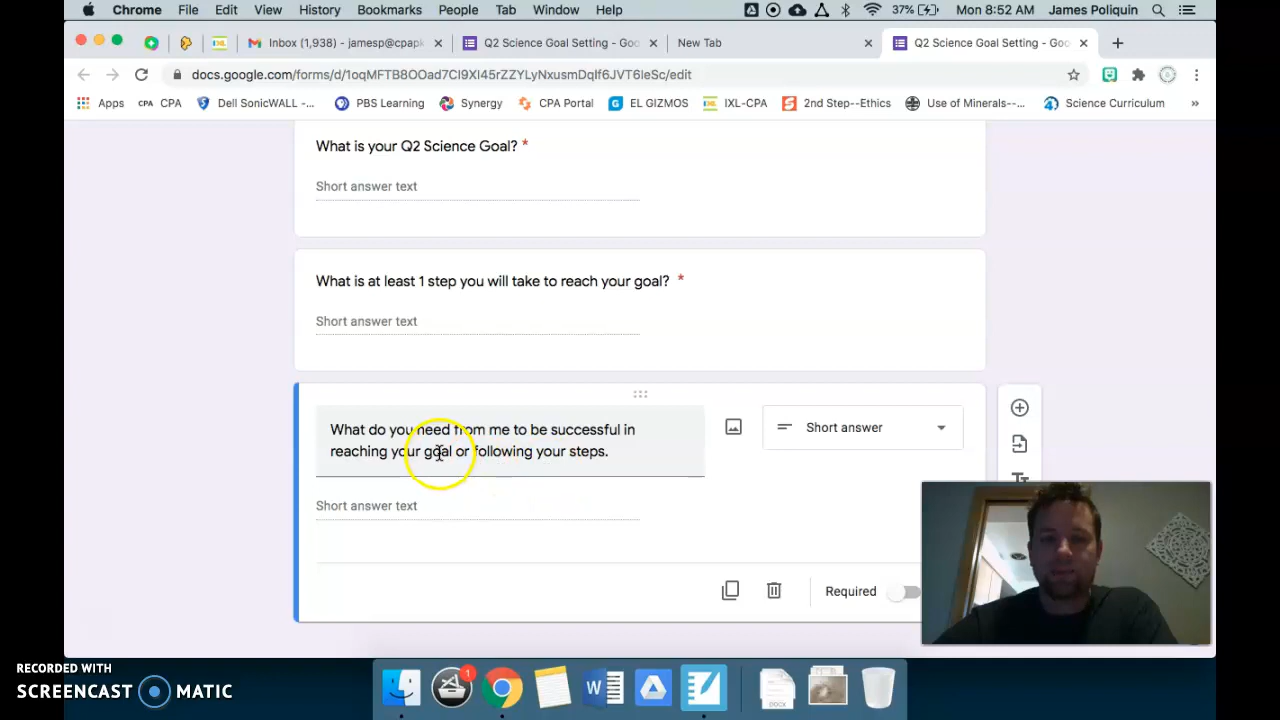 Chrome File Edit View History Bookmarks People Tab Window Help 37% Mon 8:52 AM James Poliquin
Inbox (1,938) - jamesp@cpapk × Q2 Science Goal Setting - Goo × New Tab × Q2 Science Goal Setting - Goo × +
docs.google.com/forms/d/1oqMFTB8OOad7CI9XI45rZZYLyNxusmDqIf6JVT6leSc/edit
Apps CPA CPA Dell SonicWALL -... PBS Learning Synergy CPA Portal G EL GIZMOS IXL IXL-CPA 2nd Step--Ethics Use of Minerals--... Science Curriculum »
What is your Q2 Science Goal? *
Short answer text
What is at least 1 step you will take to reach your goal? *
Short answer text
What do you need from me to be successful in
reaching your goal or following your steps.
Short answer
Short answer text
Required
RECORDED WITH
SCREENCAST MATIC
1
W
DOCX